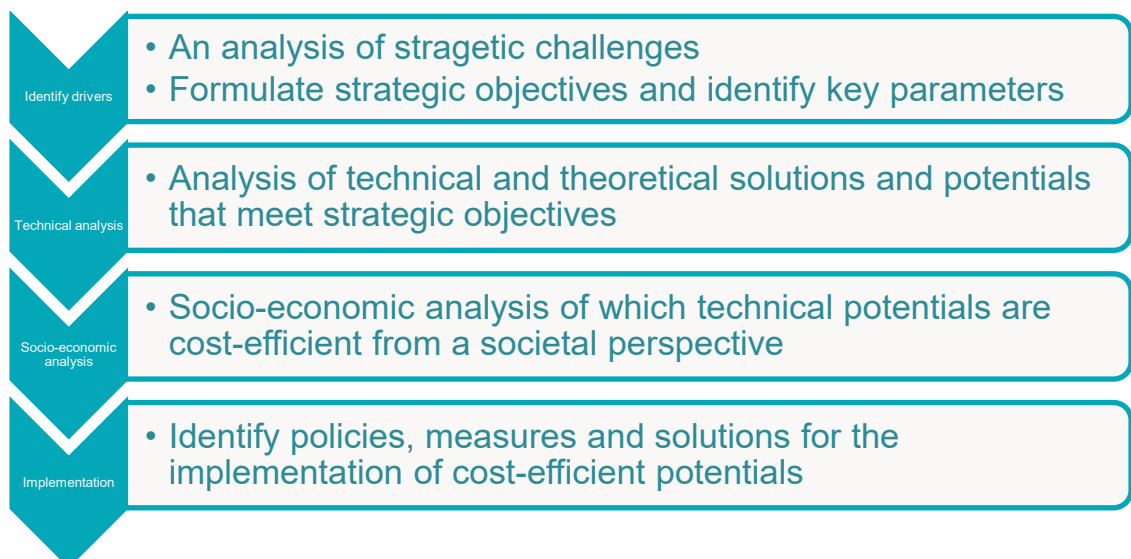 Identify drivers
• An analysis of stragetic challenges
• Formulate strategic objectives and identify key parameters
Technical analysis
• Analysis of technical and theoretical solutions and potentials
that meet strategic objectives
Socio-economic
analysis
• Socio-economic analysis of which technical potentials are
cost-efficient from a societal perspective
Implementation
• Identify policies, measures and solutions for the
implementation of cost-efficient potentials